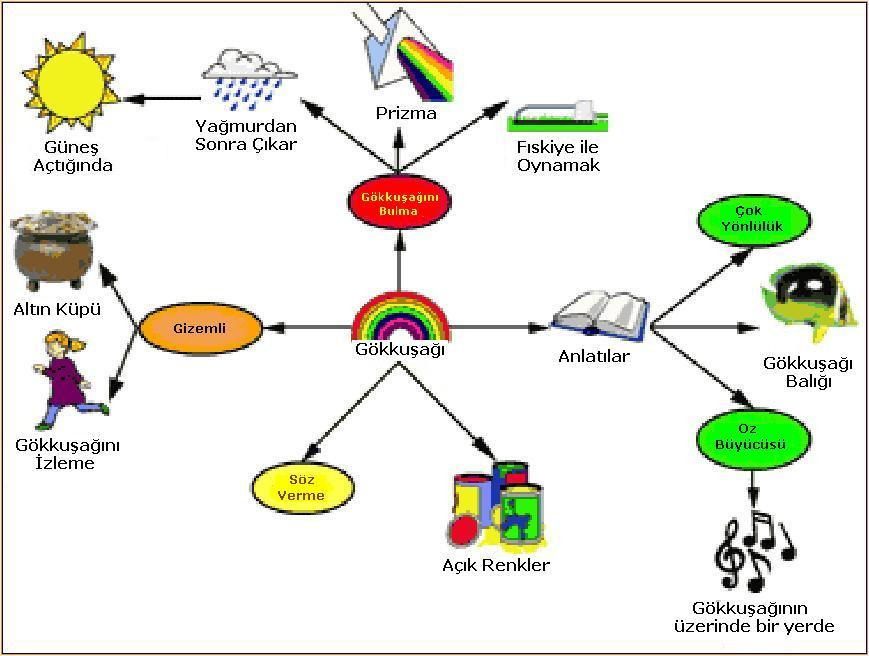 Güneş
Açtığında
Yağmurdan
Sonra Çıkar
Prizma
Fıskiye ile
Oynamak
Gökkuşağını
Bulma
Çok
Yönlülük
Altın Küpü
Gizemli
Gökkuşağı
Anlatılar
Gökkuşağı
Balığı
Gökkuşağını
İzleme
Söz
Verme
Açık Renkler
Oz
Büyücüsü
Gökkuşağının
üzerinde bir yerde